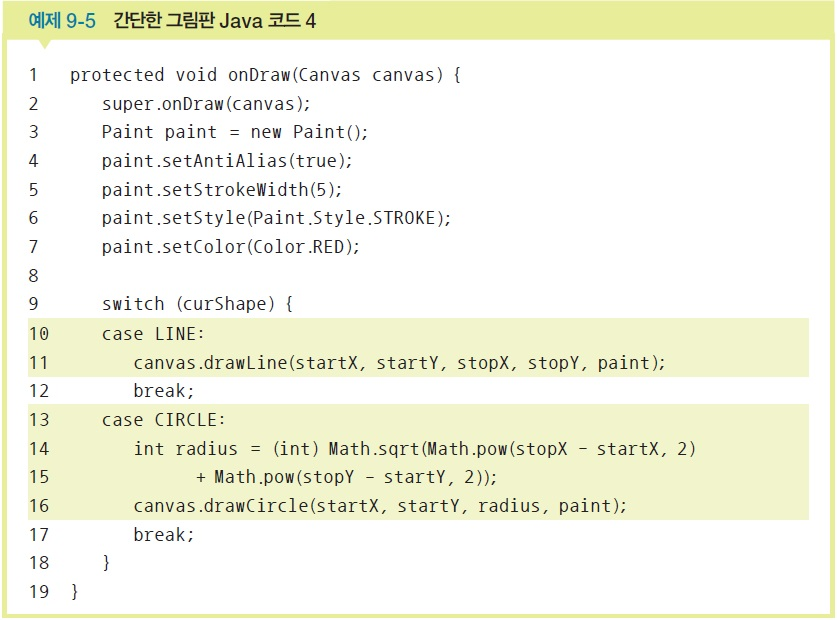 예제 9-5 간단한 그림판 Java 코드 4
1 protected void onDraw(Canvas canvas) {
2 super.onDraw(canvas);
3 Paint paint = new Paint();
4 paint.setAntiAlias(true);
5 paint.setStrokeWidth(5);
6 paint.setStyle(Paint.Style.STROKE);
7 paint.setColor(Color.RED);
8
9 switch (curShape) {
10 case LINE:
11 canvas.drawLine(startX, startY, stopX, stopY, paint);
12 break;
13 case CIRCLE:
14 int radius = (int) Math.sqrt(Math.pow(stopX - startX, 2)
15 + Math.pow(stopY - startY, 2));
16 canvas.drawCircle(startX, startY, radius, paint);
17 break;
18 }
19 }